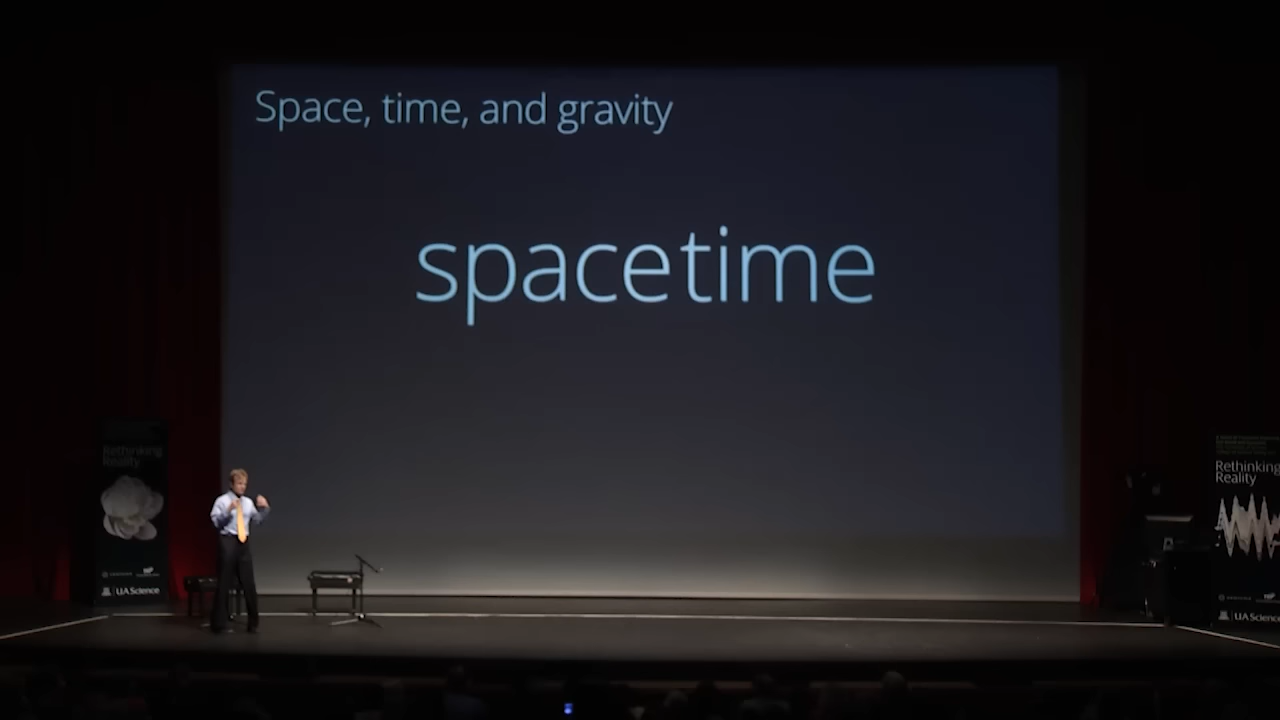 Space, time, and gravity
spacetime
Rethinking
Reality
UA Science
Rethinking
Reality
UA Science